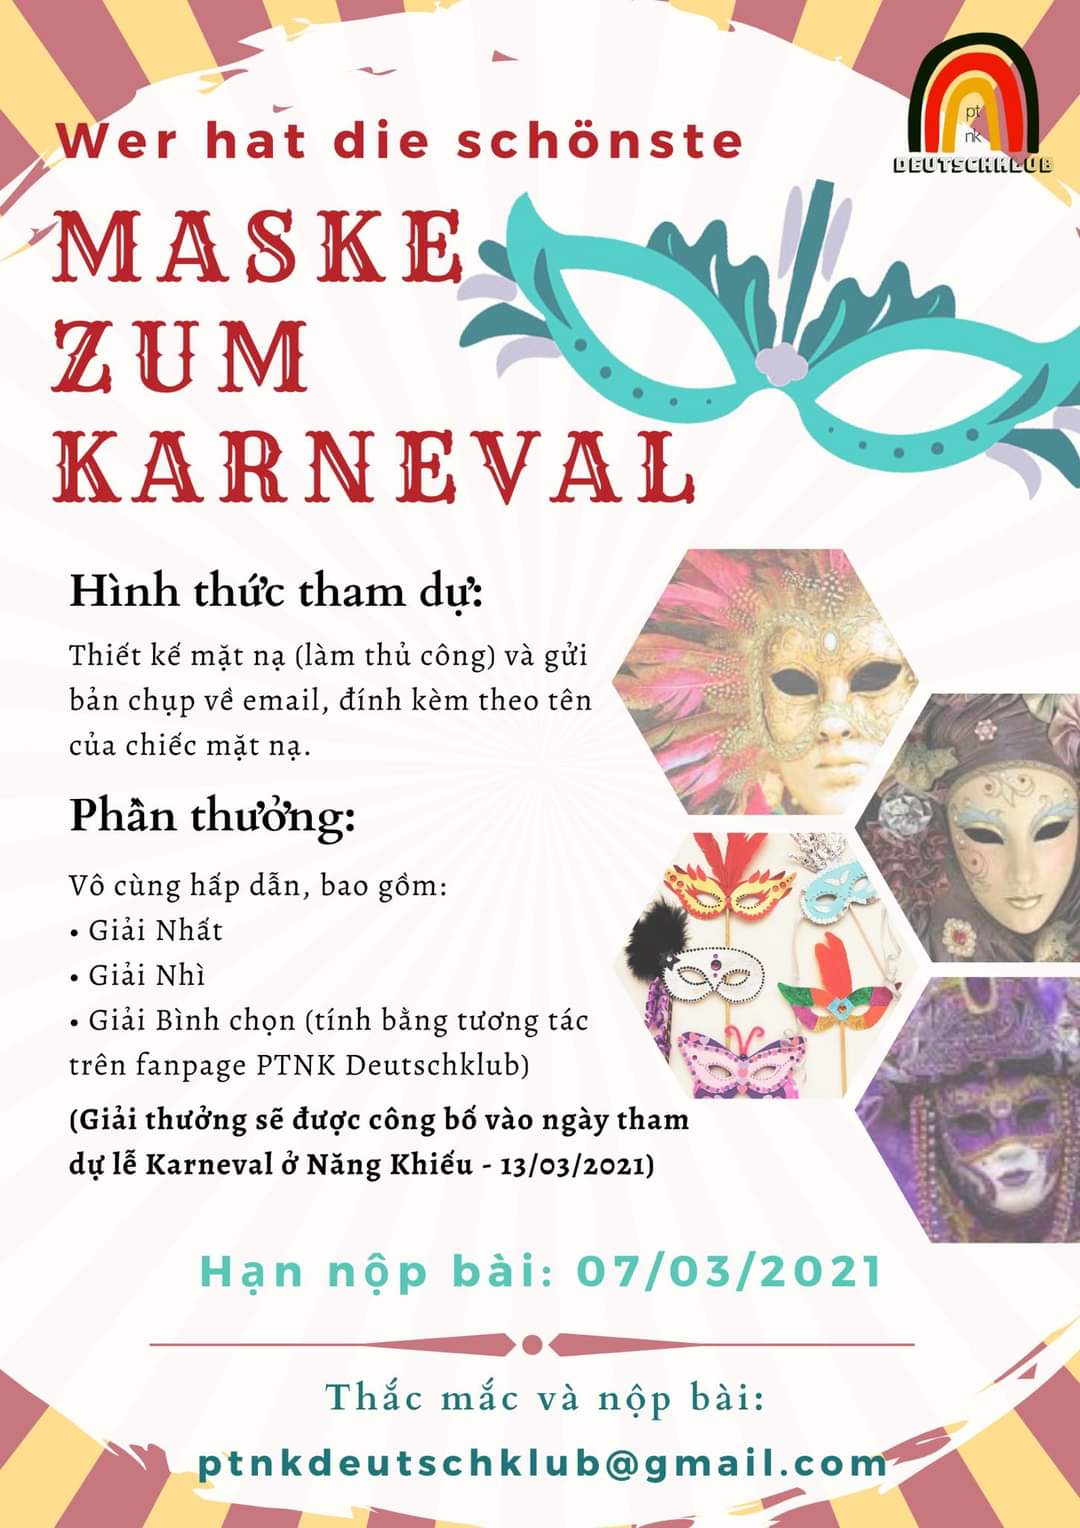 Wer hat die schönste
MASKE
ZUM
KARNEVAL
pt
nk
DEUTSCHKLUB
Hình thức tham dự:
Thiết kế mặt nạ (làm thủ công) và gửi
bản chụp về email, đính kèm theo tên
của chiếc mặt nạ.
Phần thưởng:
Vô cùng hấp dẫn, bao gồm:
• Giải Nhất
• Giải Nhì
• Giải Bình chọn (tính bằng tương tác
trên fanpage PTNK Deutschklub)
(Giải thưởng sẽ được công bố vào ngày tham
dự lễ Karneval ở Năng Khiếu - 13/03/2021)
Hạn nộp bài: 07/03/2021
Thắc mắc và nộp bài:
ptnkdeutschklub@gmail.com